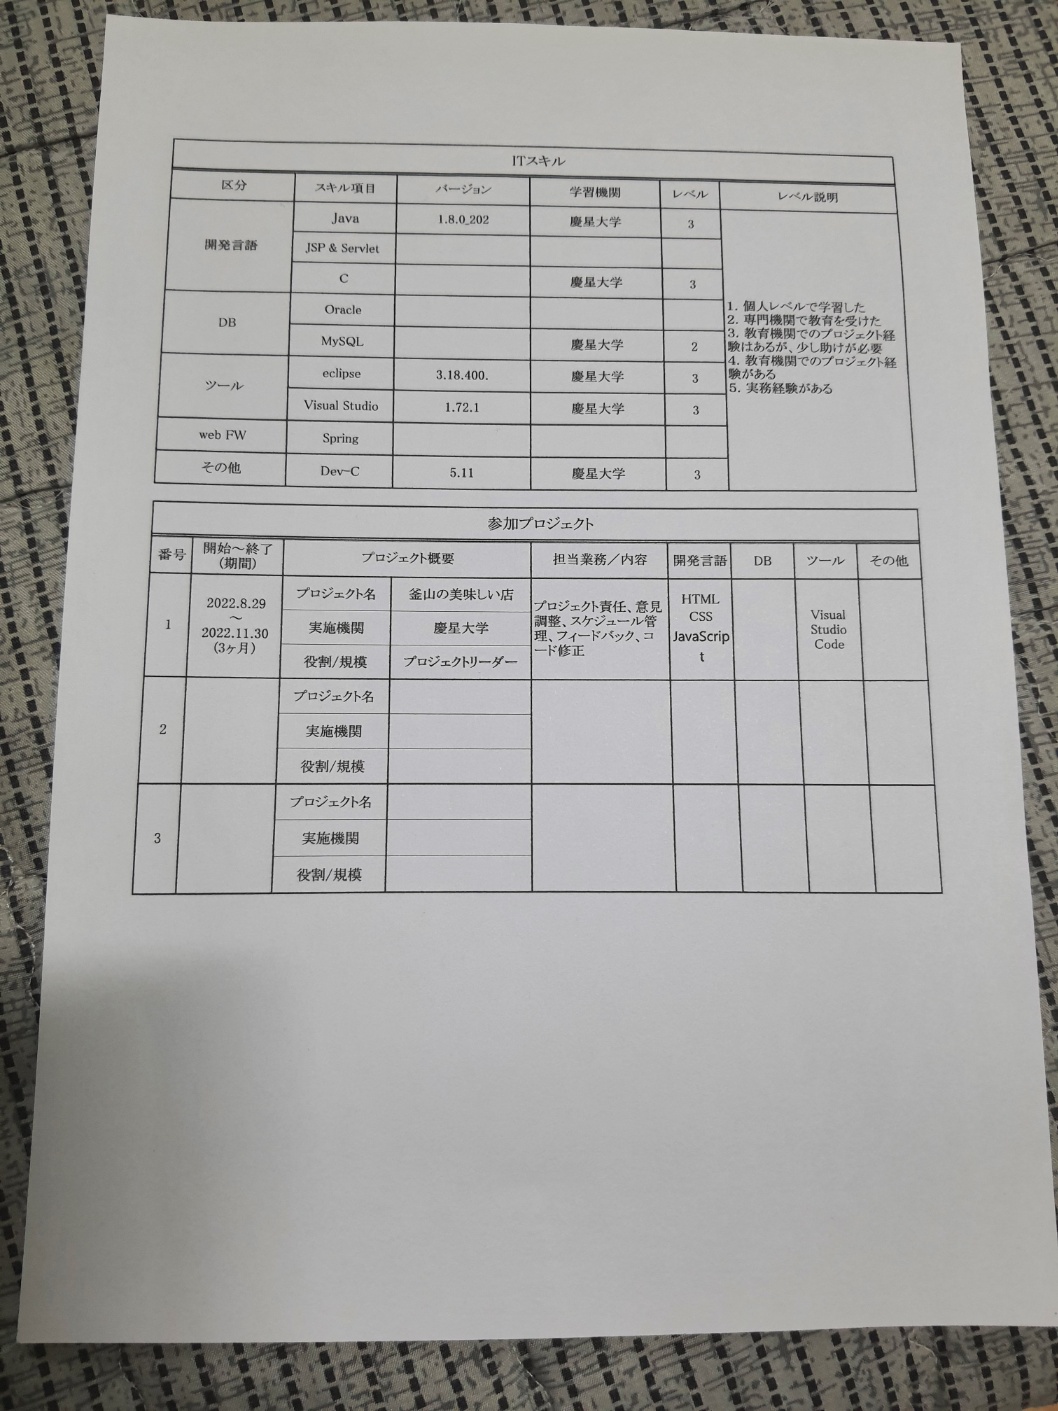 ITスキル
区分 スキル項目 バージョン 学習機関 レベル レベル説明
開発言語 Java 1.8.0_202 慶星大学 3
JSP & Servlet
C 慶星大学 3
DB Oracle
MySQL 慶星大学 2
ツール eclipse 3.18.400. 慶星大学 3
Visual Studio 1.72.1 慶星大学 3
web FW Spring
その他 Dev-C 5.11 慶星大学 3
1. 個人レベルで学習した
2. 専門機関で教育を受けた
3. 教育機関でのプロジェクト経
験はあるが、少し助けが必要
4. 教育機関でのプロジェクト経
験がある
5. 実務経験がある
参加プロジェクト
番号 開始～終了
(期間) プロジェクト概要 担当業務／内容 開発言語 DB ツール その他
1
2022.8.29
～
2022.11.30
(3ヶ月)
プロジェクト名 釜山の美味しい店
実施機関 慶星大学
役割/規模 プロジェクトリーダー
プロジェクト責任、意見
調整、スケジュール管
理、フィードバック、コ
ード修正
HTML
CSS
JavaScrip
t
Visual
Studio
Code
2
プロジェクト名
実施機関
役割/規模
3
プロジェクト名
実施機関
役割/規模